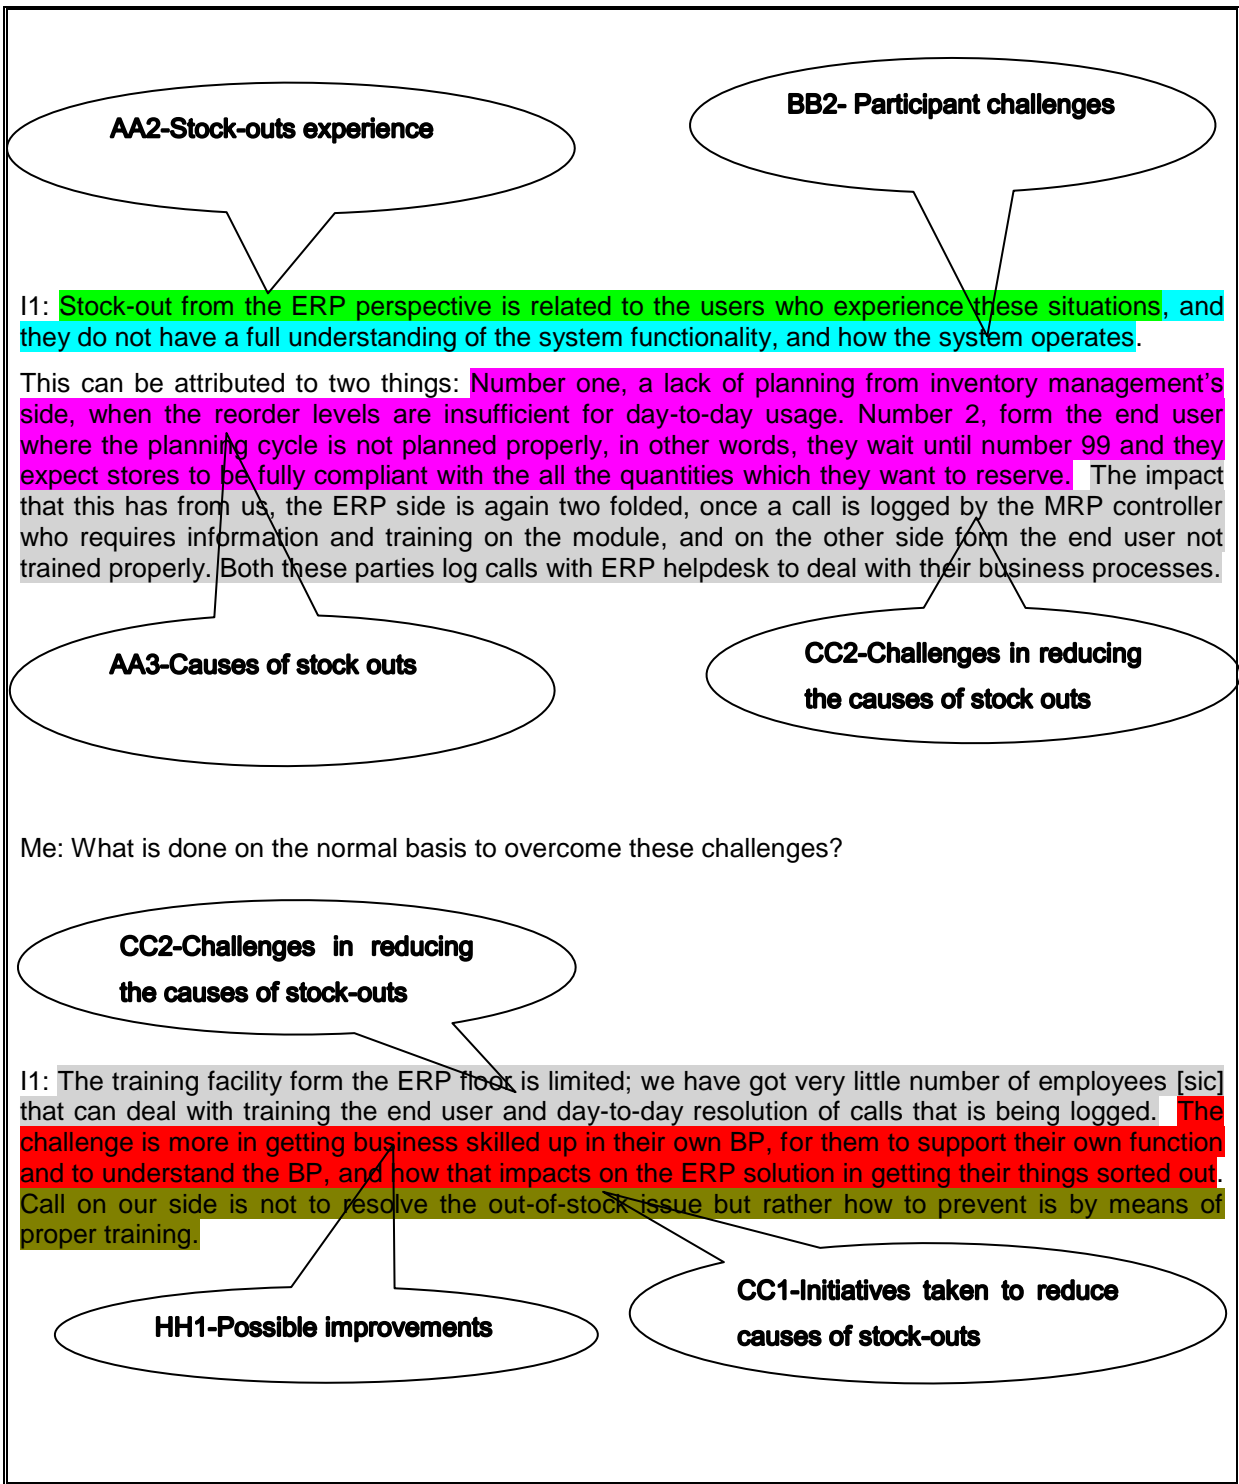 AA2-Stock-outs experience
BB2- Participant challenges
I1: Stock-out from the ERP perspective is related to the users who experience these situations, and
they do not have a full understanding of the system functionality, and how the system operates.
This can be attributed to two things: Number one, a lack of planning from inventory management's
side, when the reorder levels are insufficient for day-to-day usage. Number 2, form the end user
where the planning cycle is not planned properly, in other words, they wait until number 99 and they
expect stores to be fully compliant with the all the quantities which they want to reserve. The impact
that this has from us, the ERP side is again two folded, once a call is logged by the MRP controller
who requires information and training on the module, and on the other side form the end user not
trained properly. Both these parties log calls with ERP helpdesk to deal with their business processes.
AA3-Causes of stock outs
CC2-Challenges in reducing
the causes of stock outs
Me: What is done on the normal basis to overcome these challenges?
CC2-Challenges in reducing
the causes of stock-outs
I1: The training facility form the ERP floor is limited; we have got very little number of employees [sic]
that can deal with training the end user and day-to-day resolution of calls that is being logged. The
challenge is more in getting business skilled up in their own BP, for them to support their own function
and to understand the BP, and how that impacts on the ERP solution in getting their things sorted out.
Call on our side is not to resolve the out-of-stock issue but rather how to prevent is by means of
proper training.
HH1-Possible improvements
CC1-Initiatives taken to reduce
causes of stock-outs